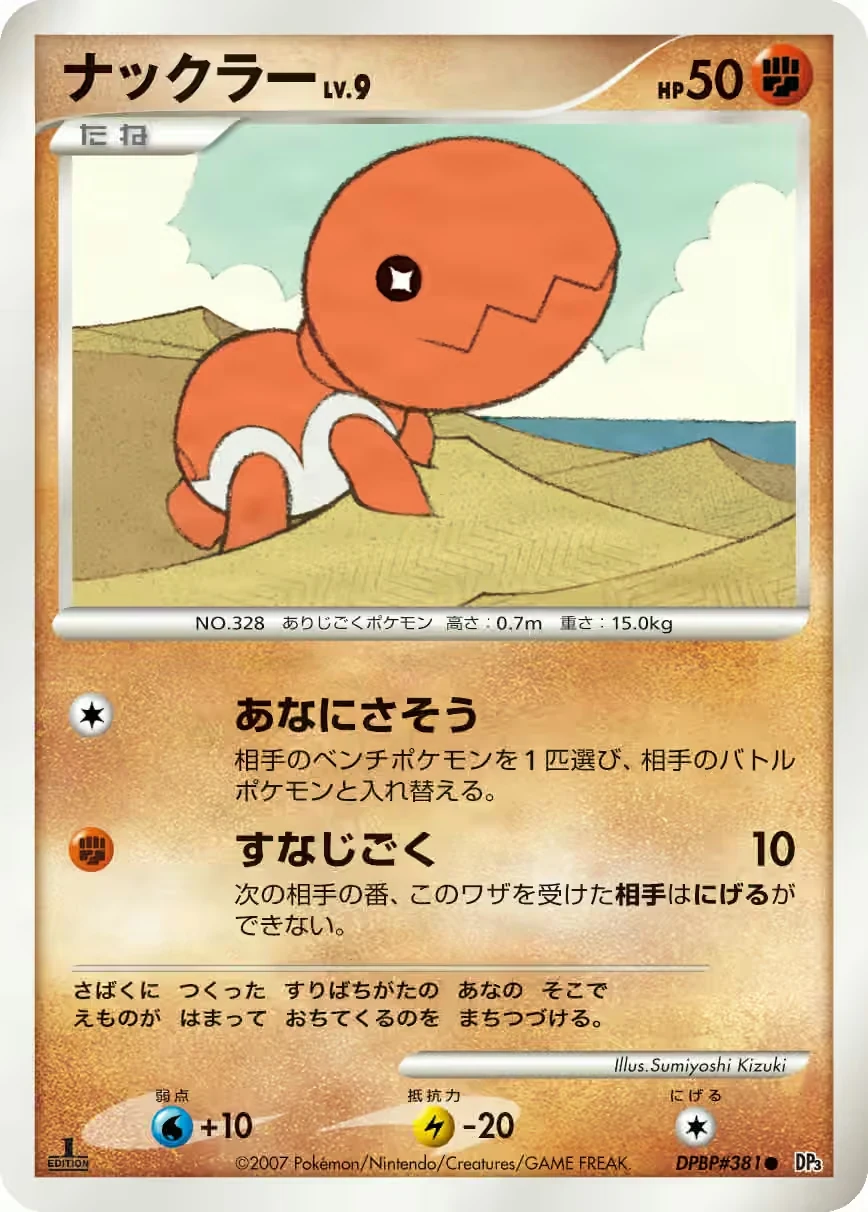 ナックラー LV.9 HP50
たね
NO.328 ありじごくポケモン 高さ：0.7m 重さ：15.0kg
あなにさそう
相手のベンチポケモンを1匹選び、相手のバトル
ポケモンと入れ替える。
すなじごく 10
次の相手の番、このワザを受けた相手はにげるが
できない。
さばくに つくった すりばちがたの あなの そこで
えものが はまって おちてくるのを まちつづける。
Illus.Sumiyoshi Kizuki
弱点 抵抗力 にげる
+10 -20
1 EDITION ©2007 Pokémon/Nintendo/Creatures/GAME FREAK. DPBP#381● DP3